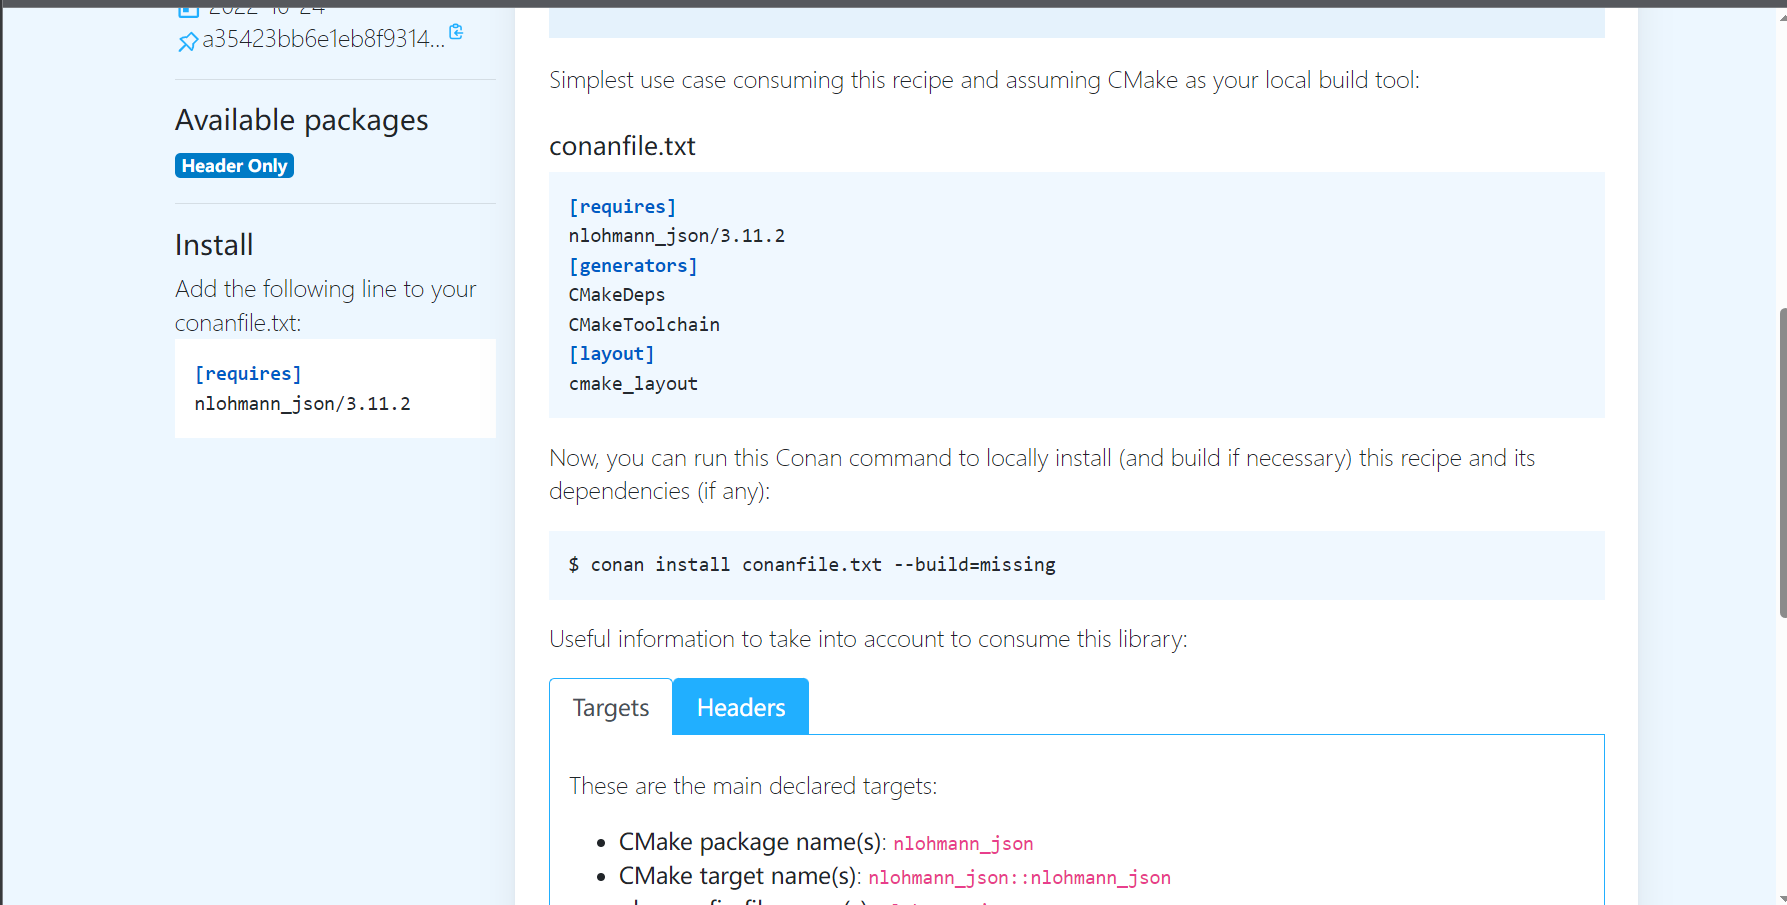 2022-10-24
a35423bb6e1eb8f9314...
Available packages
Header Only
Install
Add the following line to your
conanfile.txt:
[requires]
nlohmann_json/3.11.2
Simplest use case consuming this recipe and assuming CMake as your local build tool:
conanfile.txt
[requires]
nlohmann_json/3.11.2
[generators]
CMakeDeps
CMakeToolchain
[layout]
cmake_layout
Now, you can run this Conan command to locally install (and build if necessary) this recipe and its
dependencies (if any):
$ conan install conanfile.txt --build=missing
Useful information to take into account to consume this library:
Targets
Headers
These are the main declared targets:
• CMake package name(s): nlohmann_json
• CMake target name(s): nlohmann_json::nlohmann_json